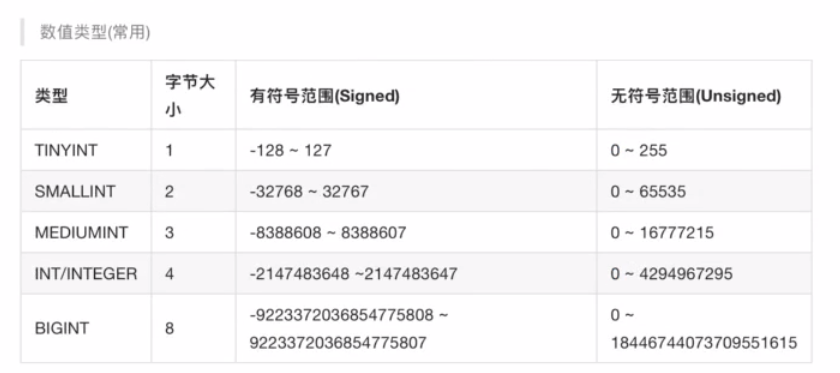 数值类型(常用)
类型 字节大小 有符号范围(Signed) 无符号范围(Unsigned)
TINYINT 1 -128 ~ 127 0 ~ 255
SMALLINT 2 -32768 ~ 32767 0 ~ 65535
MEDIUMINT 3 -8388608 ~ 8388607 0 ~ 16777215
INT/INTEGER 4 -2147483648 ~2147483647 0 ~ 4294967295
BIGINT 8 -9223372036854775808 ~ 9223372036854775807 0 ~ 18446744073709551615